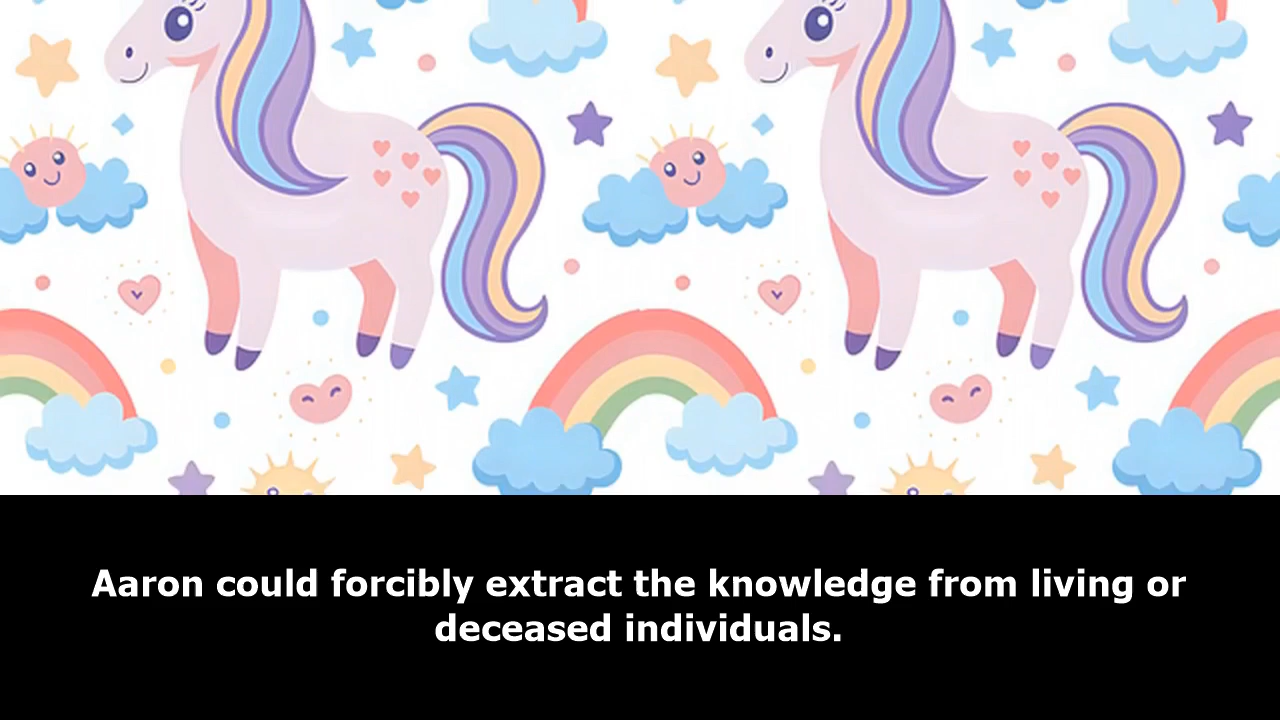 Aaron could forcibly extract the knowledge from living or
deceased individuals.